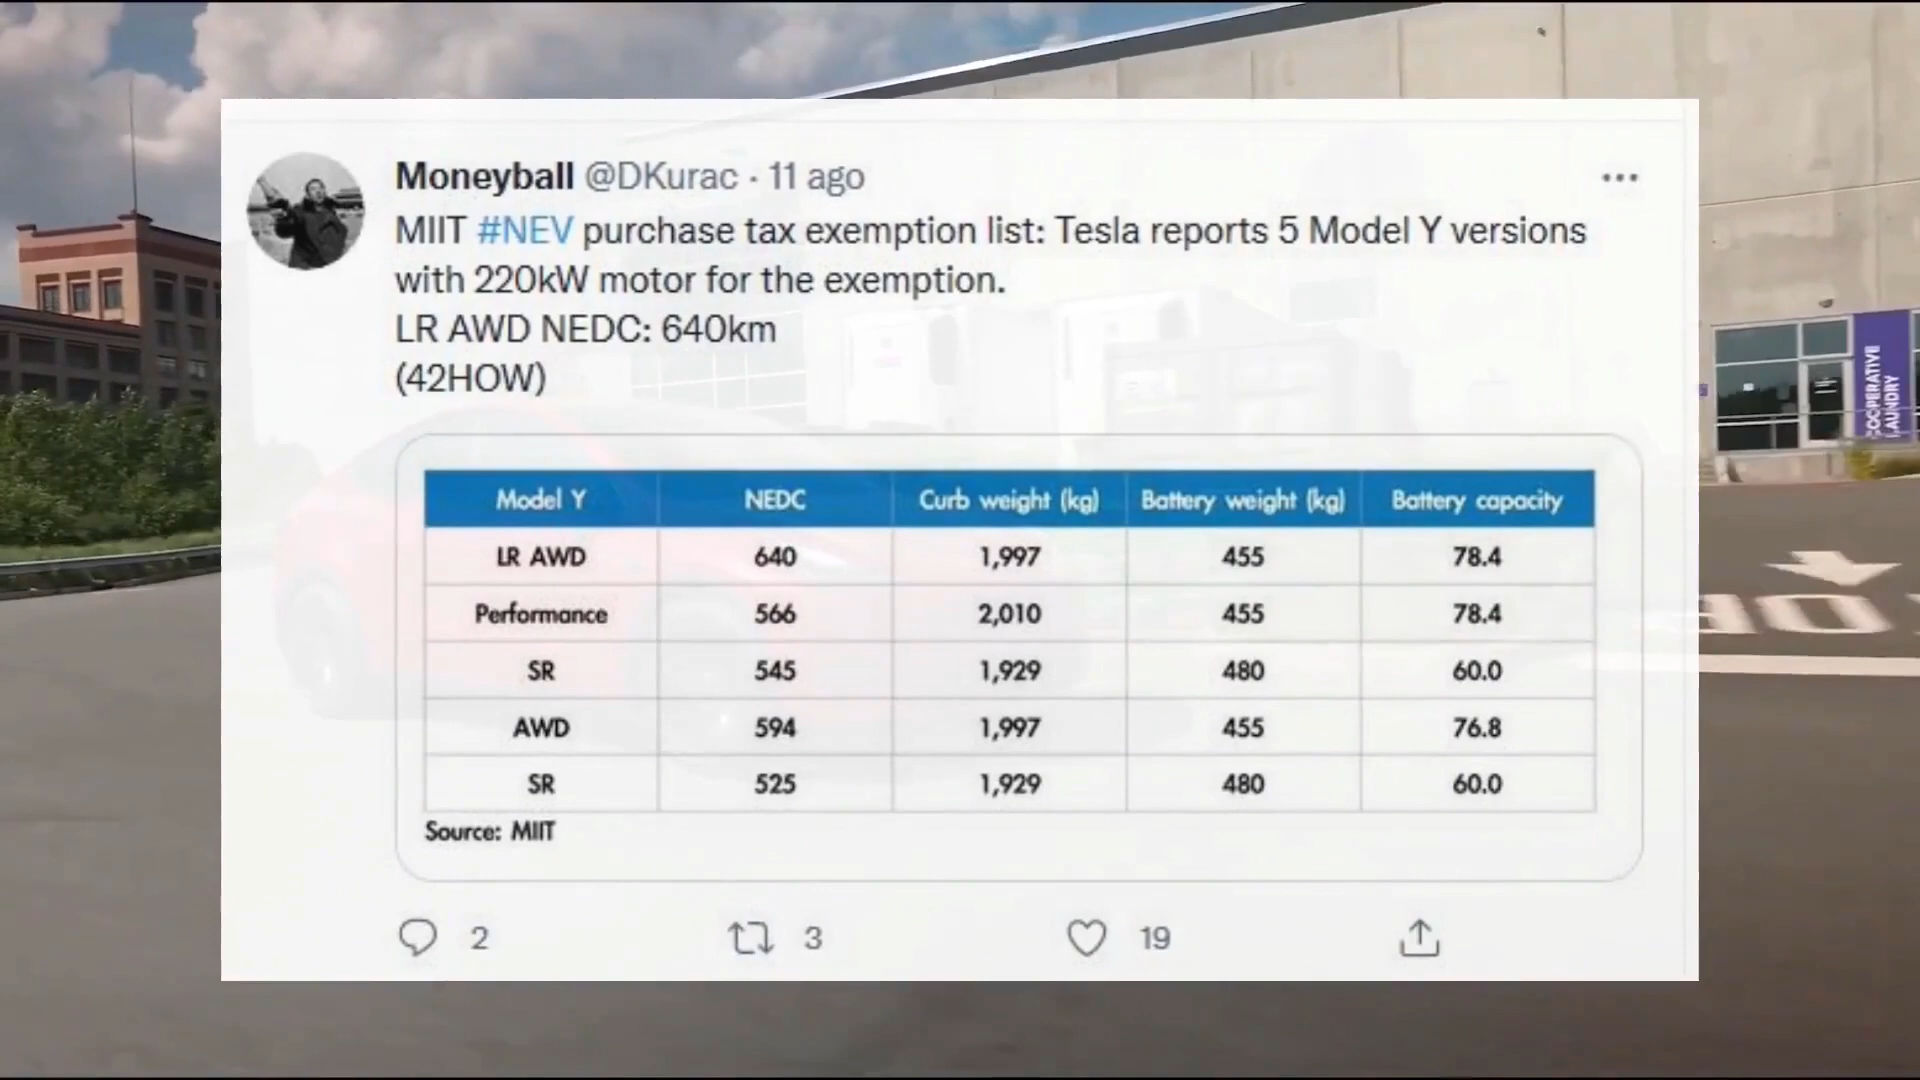 Moneyball @DKurac · 11 ago
MIIT #NEV purchase tax exemption list: Tesla reports 5 Model Y versions
with 220kW motor for the exemption.
LR AWD NEDC: 640km
(42HOW)
Model Y NEDC Curb weight (kg) Battery weight (kg) Battery capacity
LR AWD 640 1,997 455 78.4
Performance 566 2,010 455 78.4
SR 545 1,929 480 60.0
AWD 594 1,997 455 76.8
SR 525 1,929 480 60.0
Source: MIIT
2 3 19
COOPERATIVE
LAUNDRY